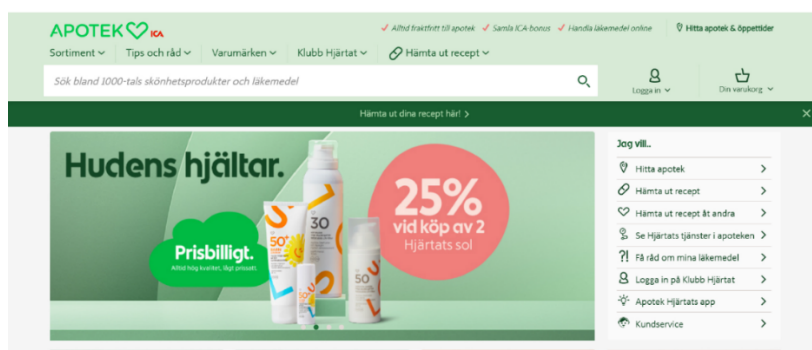 APOTEK ICA
Alltid fraktfritt till apotek Samla ICA-bonus Handla läkemedel online Hitta apotek & öppettider
Sortiment Tips och råd Varumärken Klubb Hjärtat Hämta ut recept
Sök bland 1000-tals skönhetsprodukter och läkemedel
Logga in Din varukorg
Hämta ut dina recept här!
Hudens hjältar.
Prisbilligt.
Alltid hög kvalitet, lågt prissatt.
50+
30
50+
50
25%
vid köp av 2
Hjärtats sol
Jag vill..
Hitta apotek
Hämta ut recept
Hämta ut recept åt andra
Se Hjärtats tjänster i apoteken
Få råd om mina läkemedel
Logga in på Klubb Hjärtat
Apotek Hjärtats app
Kundservice